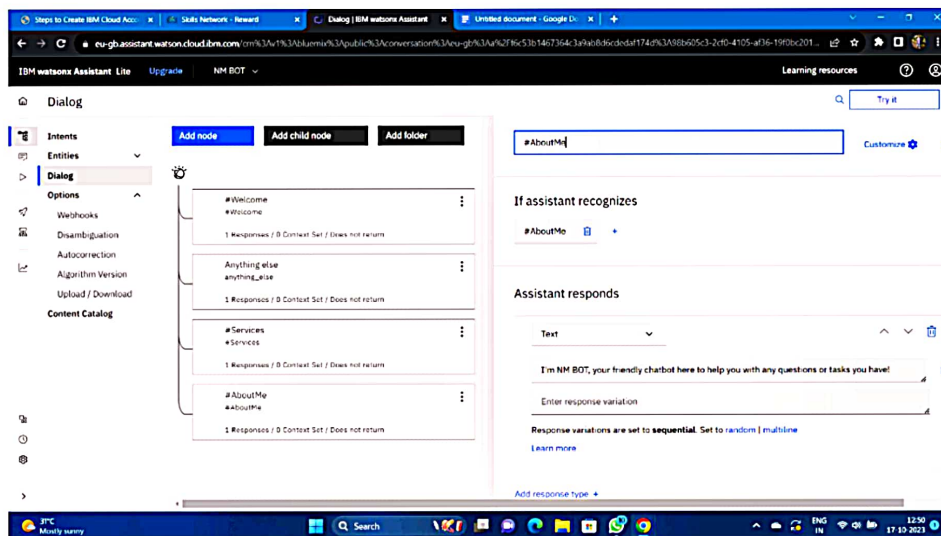 Steps to Create IBM Cloud Acco
Skills Network - Reward
Dialog | IBM watsonx Assistant
Untitled document - Google Do
IBM watsonx Assistant Lite Upgrade NM BOT Learning resources
Dialog
Try it
Intents
Entities
Dialog
Options
Webhooks
Disambiguation
Autocorrection
Algorithm Version
Upload / Download
Content Catalog
Add node Add child node Add folder
#Welcome
#Welcome
1 Responses / 0 Context Set / Does not return
Anything else
anything_else
1 Responses / 0 Context Set / Does not return
#Services
#Services
1 Responses / 0 Context Set / Does not return
#AboutMe
#AboutMe
1 Responses / 0 Context Set / Does not return
#AboutMe
Customize
If assistant recognizes
#AboutMe
Assistant responds
Text
I'm NM BOT, your friendly chatbot here to help you with any questions or tasks you have!
Enter response variation
Response variations are set to sequential. Set to random | multiline
Learn more
Add response type +
31°C
Mostly sunny
Search
ENG
IN
12:50
17-10-2023